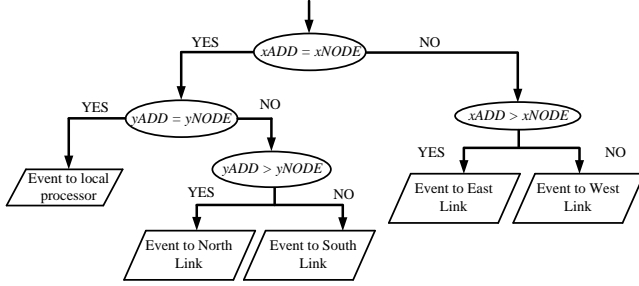 YES
xADD = xNODE
NO
YES
yADD = yNODE
NO
xADD > xNODE
YES
NO
Event to local
processor
yADD > yNODE
YES
NO
Event to East
Link
Event to West
Link
Event to North
Link
Event to South
Link